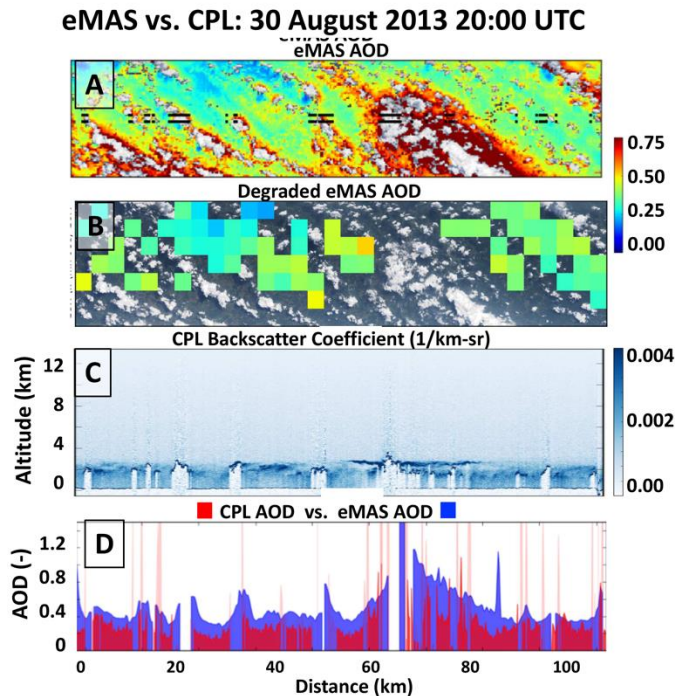 eMAS vs. CPL: 30 August 2013 20:00 UTC
eMAS AOD
eMAS AOD
A
0.75
0.50
0.25
0.00
Degraded eMAS AOD
B
CPL Backscatter Coefficient (1/km-sr)
C
Altitude (km)
12
8
4
0
0.004
0.002
0.00
CPL AOD vs. eMAS AOD
D
AOD (-)
1.2
0.8
0.4
0
0 20 40 60 80 100
Distance (km)